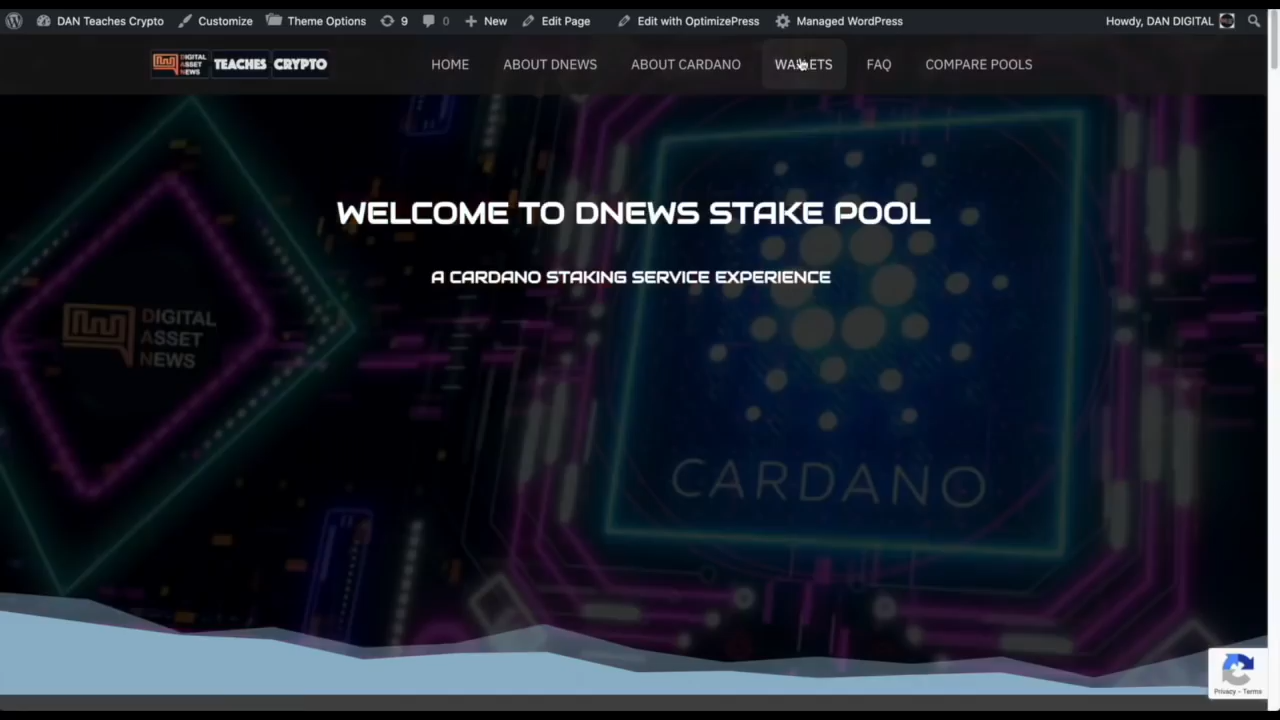 DAN Teaches Crypto Customize Theme Options 9 0 New Edit Page Edit with OptimizePress Managed WordPress Howdy, DAN DIGITAL
DIGITAL
ASSET
NEWS
TEACHES CRYPTO
HOME ABOUT DNEWS ABOUT CARDANO WALLETS FAQ COMPARE POOLS
WELCOME TO DNEWS STAKE POOL
A CARDANO STAKING SERVICE EXPERIENCE
DIGITAL
ASSET
NEWS
CARDANO
Privacy - Terms